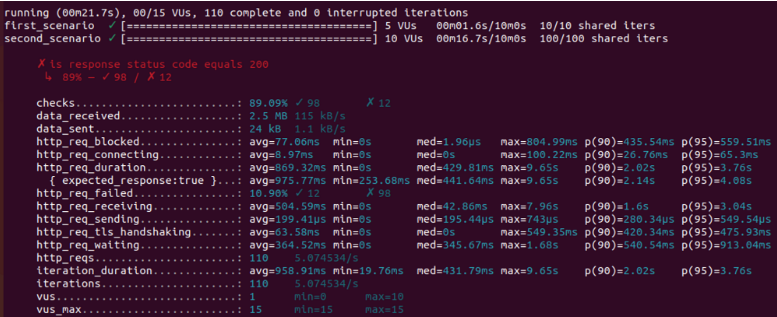 running (00m21.7s), 00/15 VUs, 110 complete and 0 interrupted iterations
first_scenario ✓ [======================================] 5 VUs 00m01.6s/10m0s 10/10 shared iters
second_scenario ✓ [======================================] 10 VUs 00m16.7s/10m0s 100/100 shared iters
✗ is response status code equals 200
↳ 89% — ✓ 98 / ✗ 12
checks.........................: 89.09% ✓ 98 ✗ 12
data_received..................: 2.5 MB 115 kB/s
data_sent......................: 24 kB 1.1 kB/s
http_req_blocked...............: avg=77.06ms min=0s med=1.96µs max=804.99ms p(90)=435.54ms p(95)=559.51ms
http_req_connecting............: avg=8.97ms min=0s med=0s max=100.22ms p(90)=26.76ms p(95)=65.3ms
http_req_duration..............: avg=869.32ms min=0s med=429.81ms max=9.65s p(90)=2.02s p(95)=3.76s
{ expected_response:true }...: avg=975.77ms min=253.68ms med=441.64ms max=9.65s p(90)=2.14s p(95)=4.08s
http_req_failed................: 10.90% ✓ 12 ✗ 98
http_req_receiving.............: avg=504.59ms min=0s med=42.86ms max=7.96s p(90)=1.6s p(95)=3.04s
http_req_sending...............: avg=199.41µs min=0s med=195.44µs max=743µs p(90)=280.34µs p(95)=549.54µs
http_req_tls_handshaking.......: avg=63.58ms min=0s med=0s max=549.35ms p(90)=420.34ms p(95)=475.93ms
http_req_waiting...............: avg=364.52ms min=0s med=345.67ms max=1.68s p(90)=540.54ms p(95)=913.04ms
http_reqs......................: 110 5.074534/s
iteration_duration.............: avg=958.91ms min=19.76ms med=431.79ms max=9.65s p(90)=2.02s p(95)=3.76s
iterations.....................: 110 5.074534/s
vus............................: 1 min=0 max=10
vus_max........................: 15 min=15 max=15